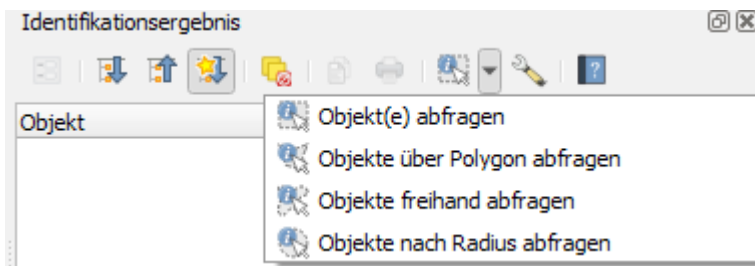 Identifikationsergebnis
Objekt
Objekt(e) abfragen
Objekte über Polygon abfragen
Objekte freihand abfragen
Objekte nach Radius abfragen